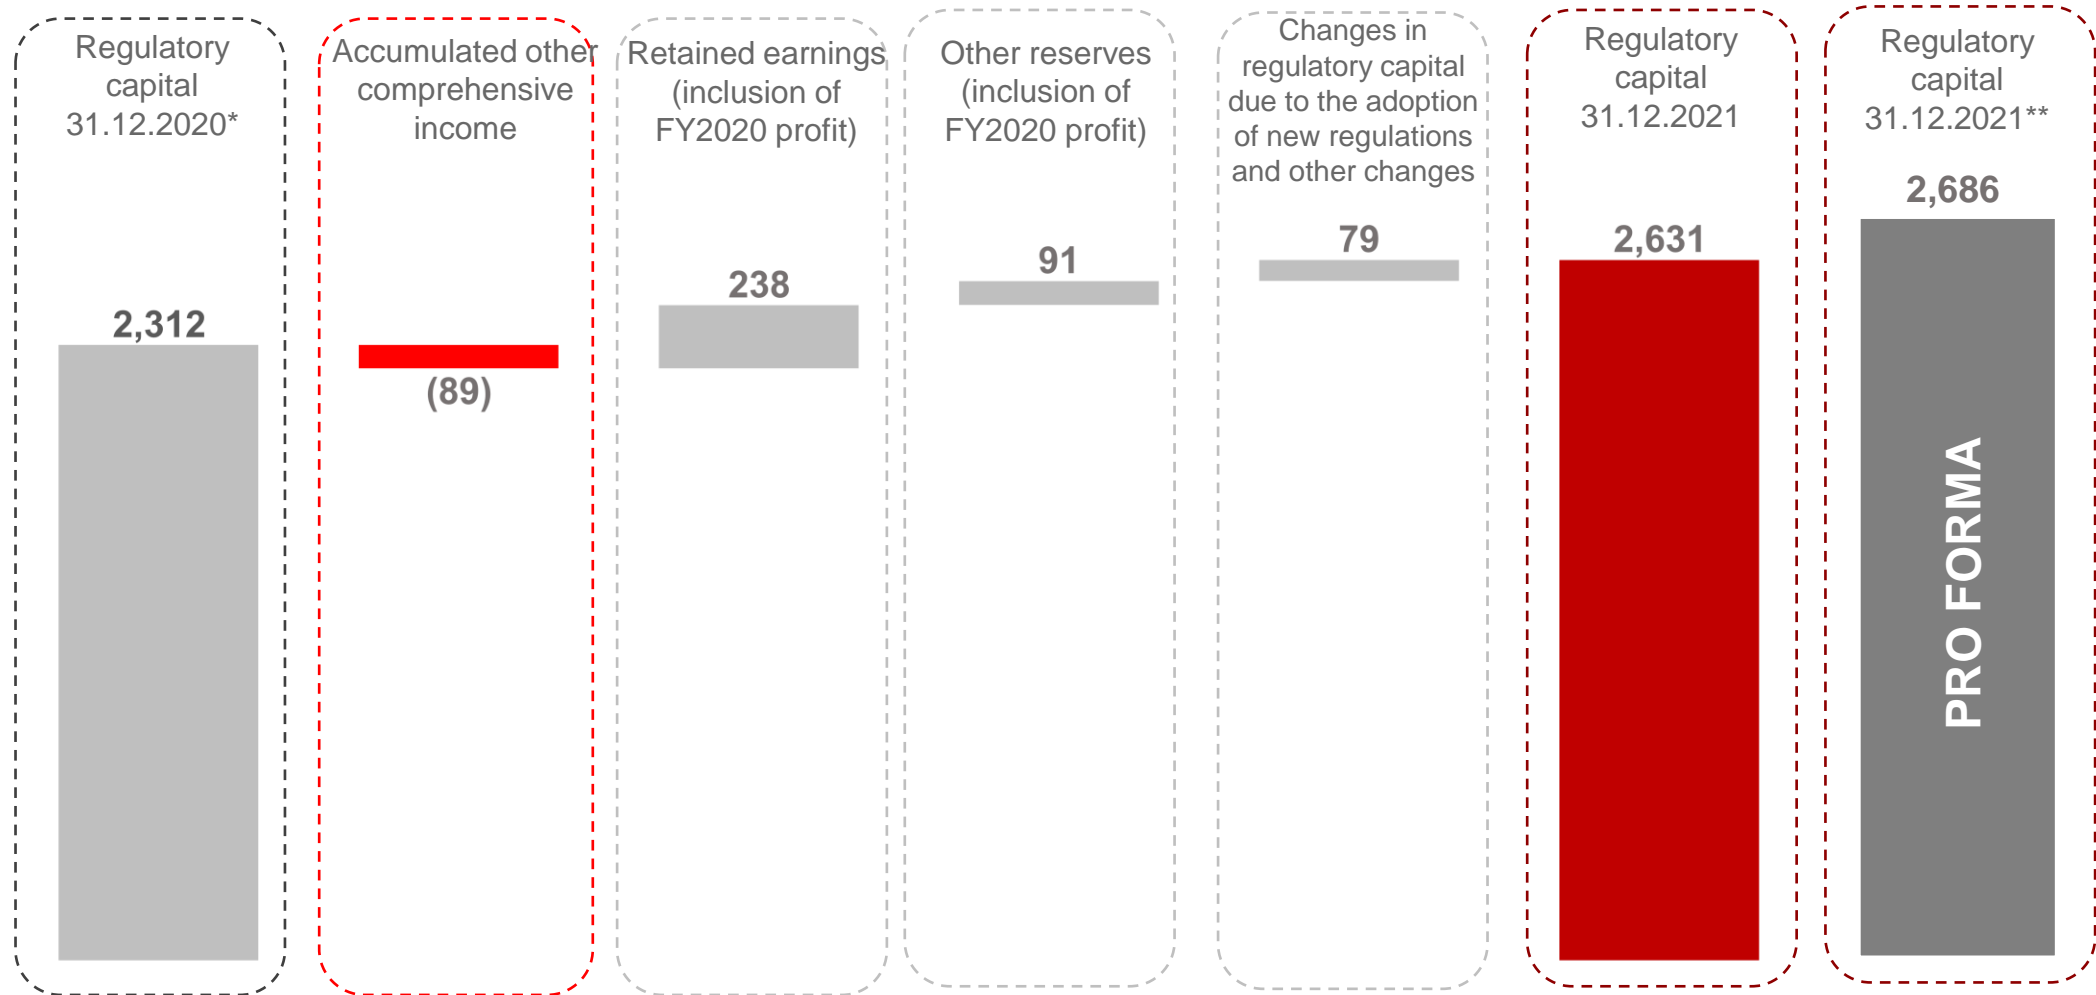 Regulatory
capital
31.12.2020*
2,312
Accumulated other
comprehensive
income
(89)
Retained earnings
(inclusion of
FY2020 profit)
238
Other reserves
(inclusion of
FY2020 profit)
91
Changes in
regulatory capital
due to the adoption
of new regulations
and other changes
79
Regulatory
capital
31.12.2021
2,631
Regulatory
capital
31.12.2021**
2,686
PRO FORMA